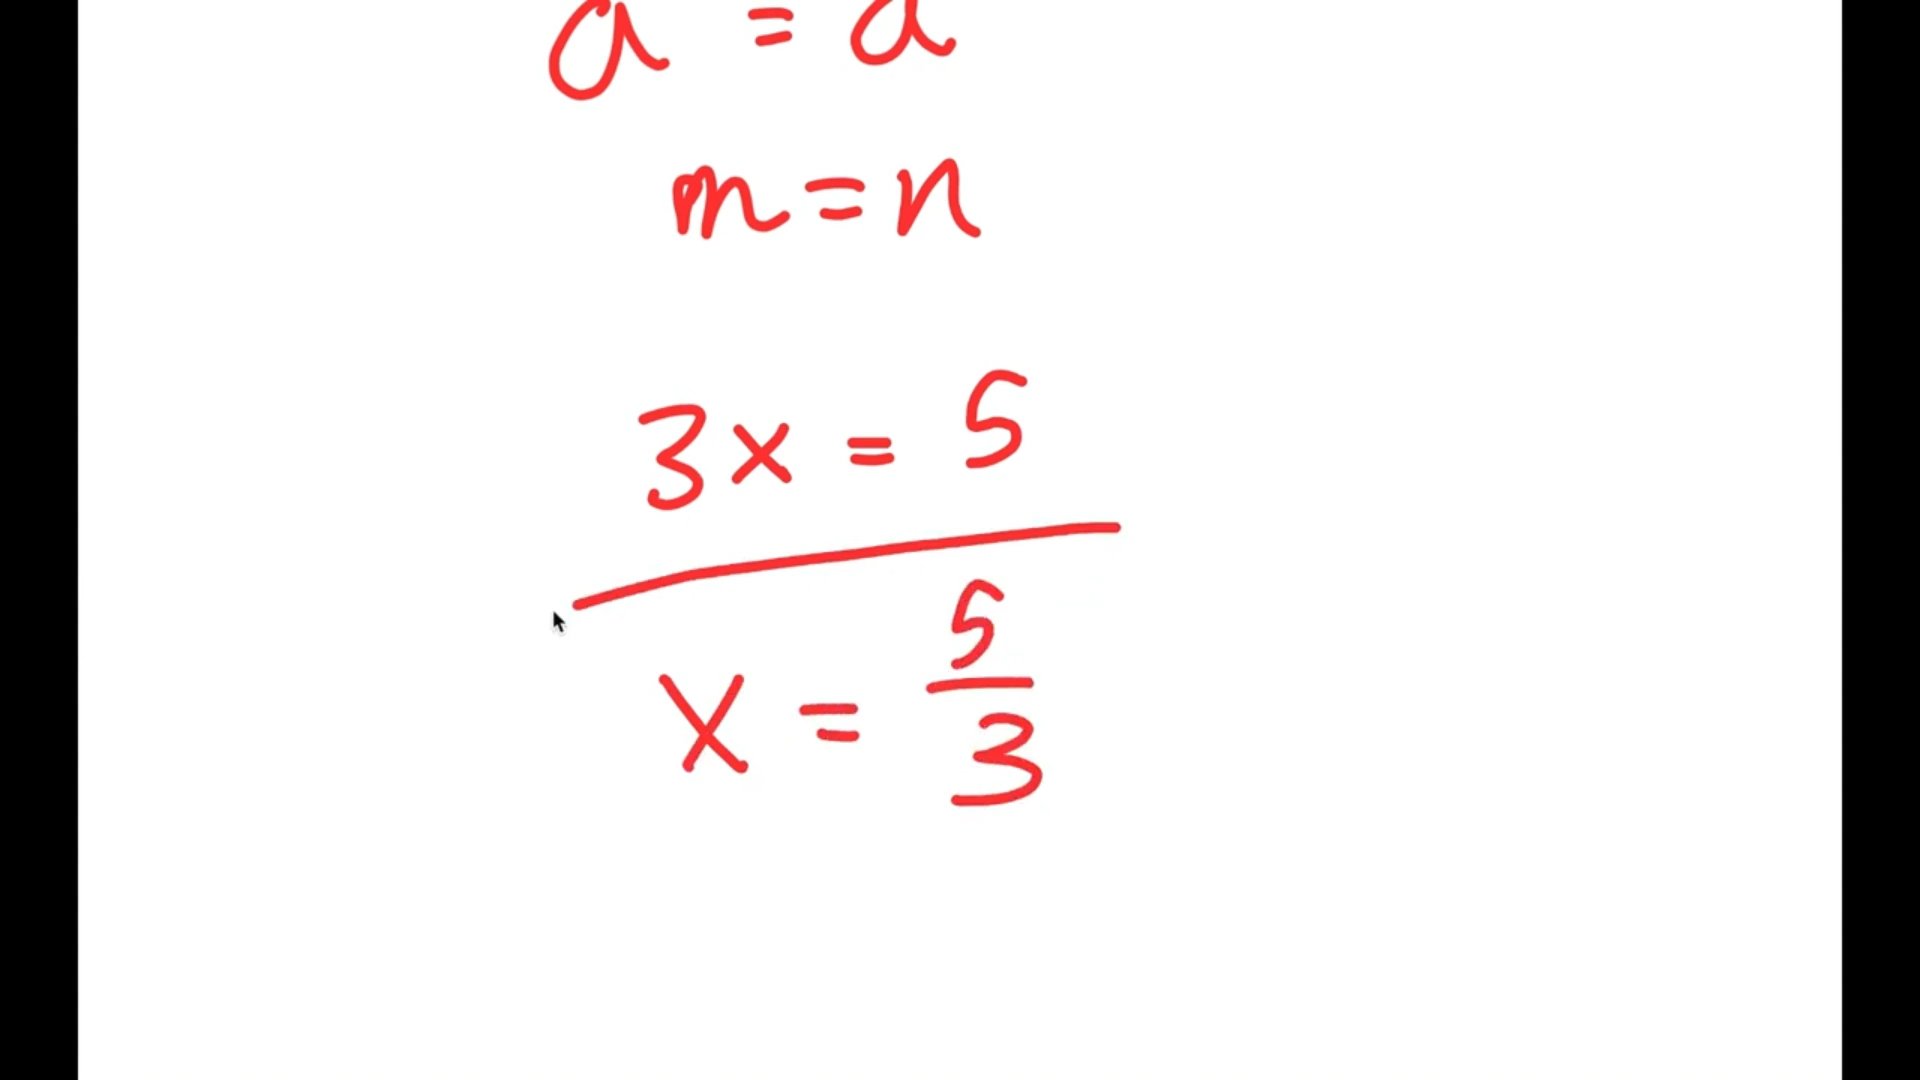 a = a
m = n
3x = 5
x = 5/3